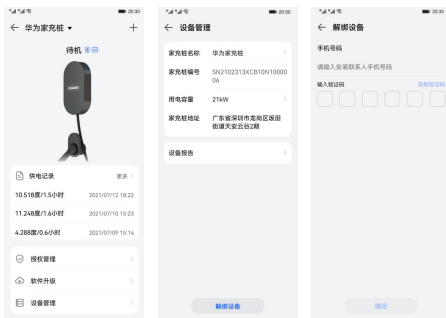 20:30
华为家充桩
待机
HUAWEI
供电记录
更多
10.518度/1.5小时
2021/07/12 18:22
11.248度/1.6小时
2021/07/10 15:23
4.288度/0.6小时
2021/07/09 15:14
授权管理
软件升级
设备管理
20:30
设备管理
家充桩名称
华为家充桩
家充桩编号
SN2102313XCB10N10000
06
用电容量
21kW
家充桩地址
广东省深圳市龙岗区坂田
街道天安云谷2期
设备报告
解绑设备
20:30
解绑设备
手机号码
请输入安装联系人手机号码
输入验证码
获取验证码
确定